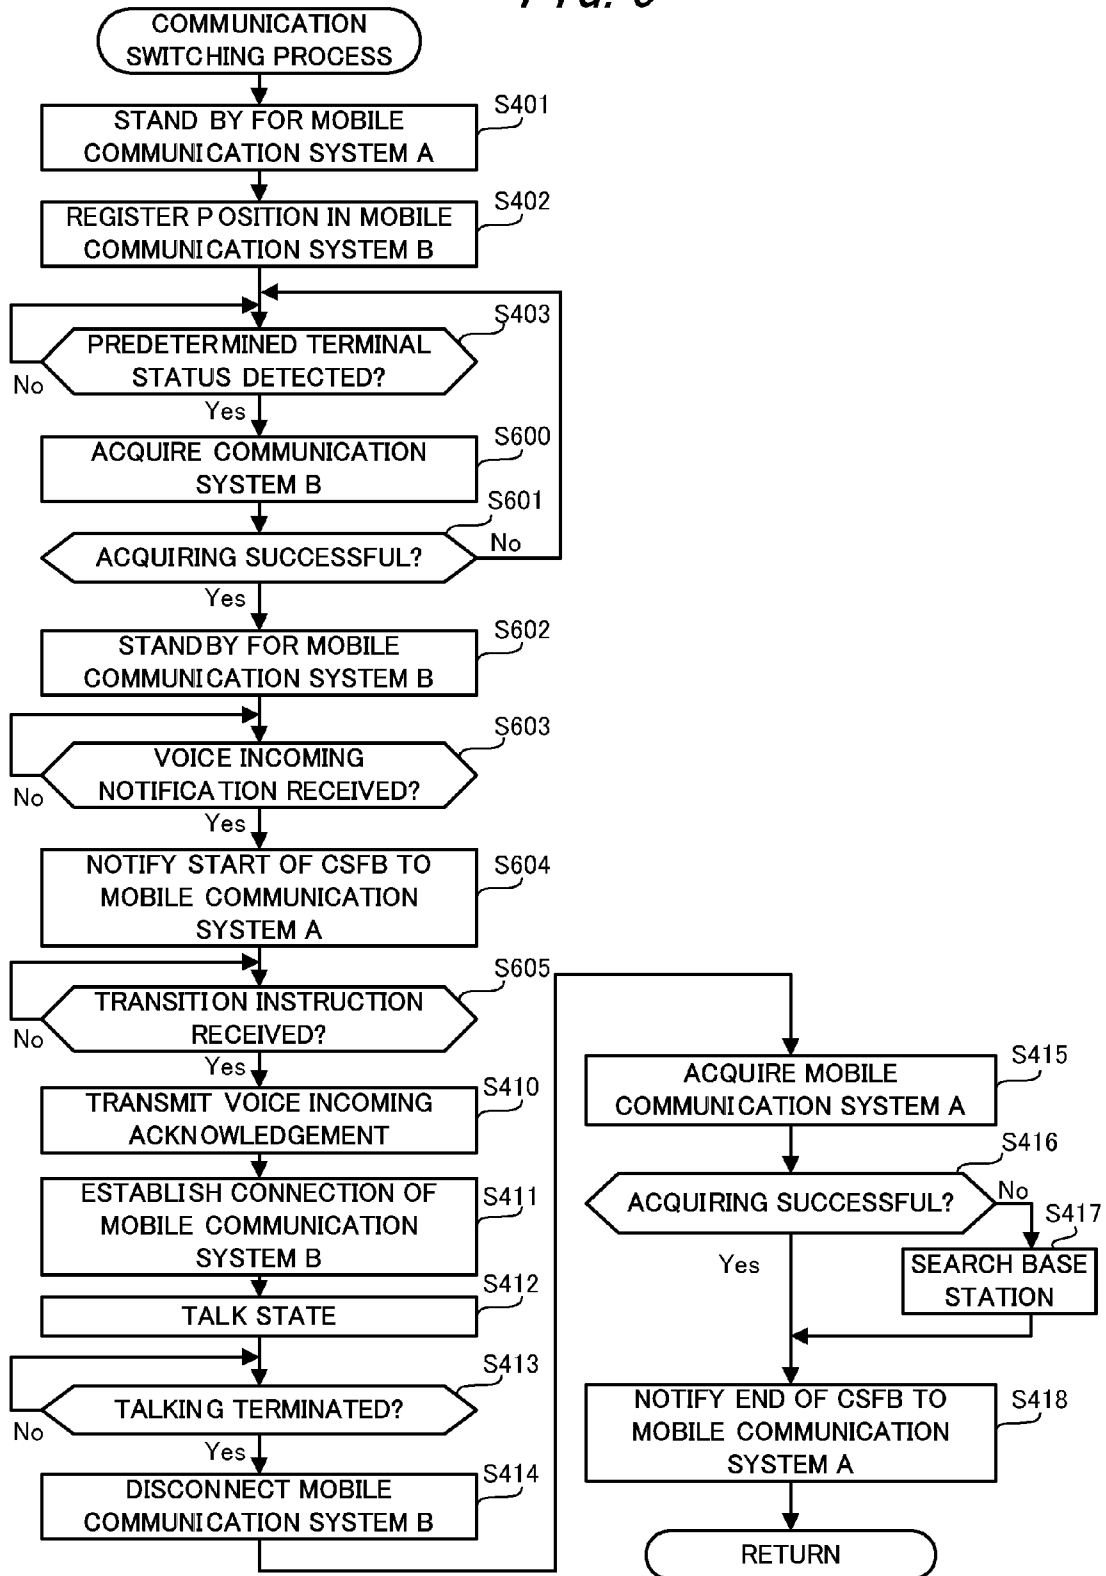 COMMUNICATION
SWITCHING PROCESS
S401
STAND BY FOR MOBILE
COMMUNICATION SYSTEM A
S402
REGISTER POSITION IN MOBILE
COMMUNICATION SYSTEM B
S403
PREDETERMINED TERMINAL
STATUS DETECTED?
No
Yes
S600
ACQUIRE COMMUNICATION
SYSTEM B
S601
ACQUIRING SUCCESSFUL?
No
Yes
S602
STANDBY FOR MOBILE
COMMUNICATION SYSTEM B
S603
VOICE INCOMING
NOTIFICATION RECEIVED?
No
Yes
S604
NOTIFY START OF CSFB TO
MOBILE COMMUNICATION
SYSTEM A
S605
TRANSITION INSTRUCTION
RECEIVED?
No
Yes
S410
TRANSMIT VOICE INCOMING
ACKNOWLEDGEMENT
S411
ESTABLISH CONNECTION OF
MOBILE COMMUNICATION
SYSTEM B
S412
TALK STATE
S413
TALKING TERMINATED?
No
Yes
S414
DISCONNECT MOBILE
COMMUNICATION SYSTEM B
S415
ACQUIRE MOBILE
COMMUNICATION SYSTEM A
S416
ACQUIRING SUCCESSFUL?
No
Yes
S417
SEARCH BASE
STATION
S418
NOTIFY END OF CSFB TO
MOBILE COMMUNICATION
SYSTEM A
RETURN